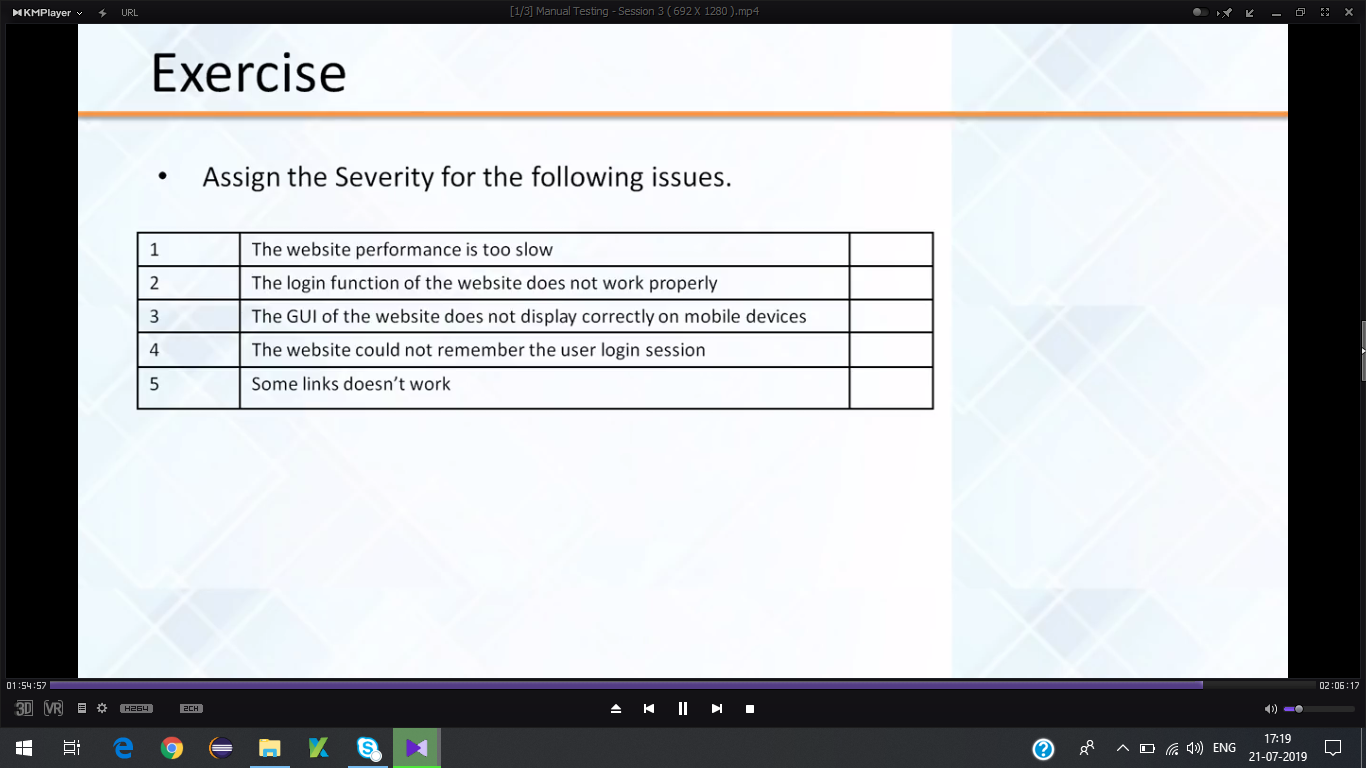 KMPlayer
URL
[1/3] Manual Testing - Session 3 ( 692 X 1280 ).mp4
Exercise
• Assign the Severity for the following issues.
1 The website performance is too slow
2 The login function of the website does not work properly
3 The GUI of the website does not display correctly on mobile devices
4 The website could not remember the user login session
5 Some links doesn’t work
01:54:57
02:06:17
3D VR H264 2CH
ENG
17:19
21-07-2019